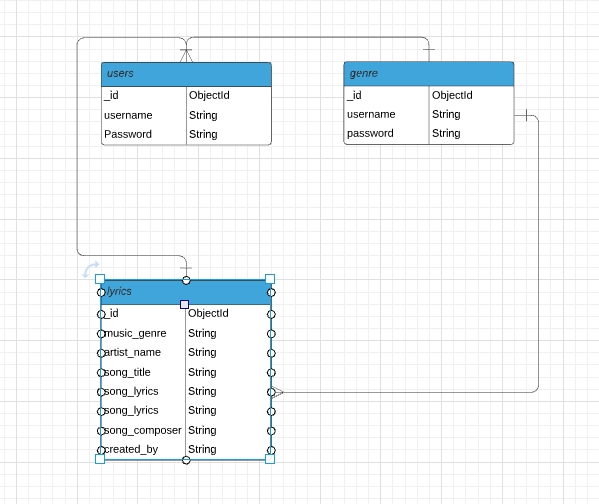 users
_id ObjectId
username String
Password String
genre
_id ObjectId
username String
password String
lyrics
_id ObjectId
music_genre String
artist_name String
song_title String
song_lyrics String
song_lyrics String
song_composer String
created_by String